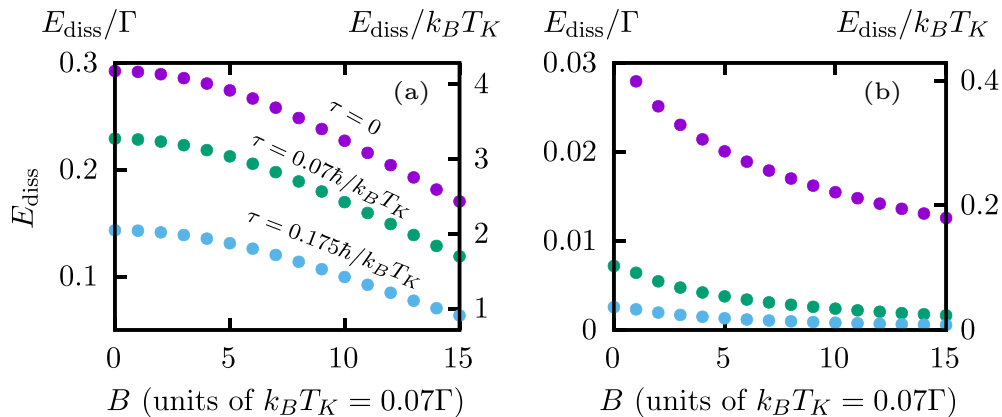 E_diss/Γ E_diss/k_BT_K
0.3
0.2
0.1
E_diss
4
3
2
1
(a)
τ = 0
τ = 0.07ℏ/k_BT_K
τ = 0.175ℏ/k_BT_K
0 5 10 15
B (units of k_BT_K = 0.07Γ)
E_diss/Γ E_diss/k_BT_K
0.03
0.02
0.01
0
0.4
0.2
0
(b)
0 5 10 15
B (units of k_BT_K = 0.07Γ)